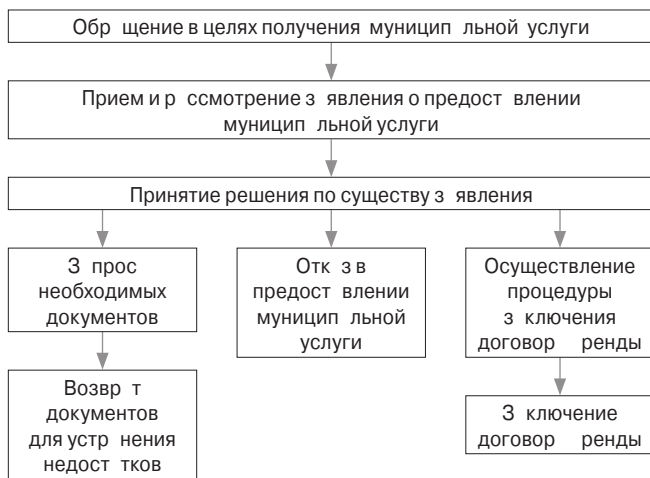 Обр щение в целях получения муницип льной услуги
Прием и р ссмотрение з явления о предост влении
муницип льной услуги
Принятие решения по существу з явления
З прос
необходимых
документов
Отк з в
предост влении
муницип льной
услуги
Осуществление
процедуры
з ключения
договор ренды
Возвр т
документов
для устр нения
недост тков
З ключение
договор ренды